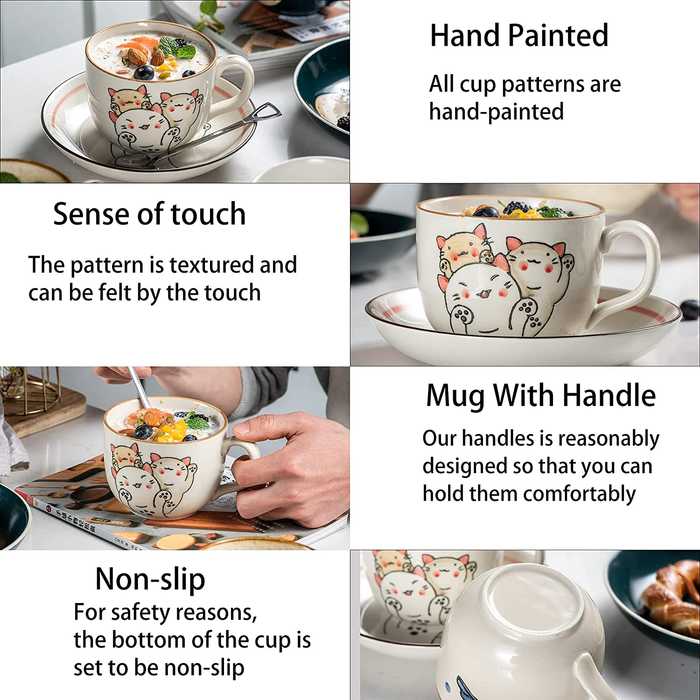 Hand Painted
All cup patterns are
hand-painted
Sense of touch
The pattern is textured and
can be felt by the touch
Mug With Handle
Our handles is reasonably
designed so that you can
hold them comfortably
Non-slip
For safety reasons,
the bottom of the cup is
set to be non-slip